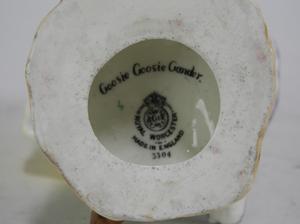 Goosie Goosie Gander.
ROYAL WORCESTER
MADE IN ENGLAND
3304